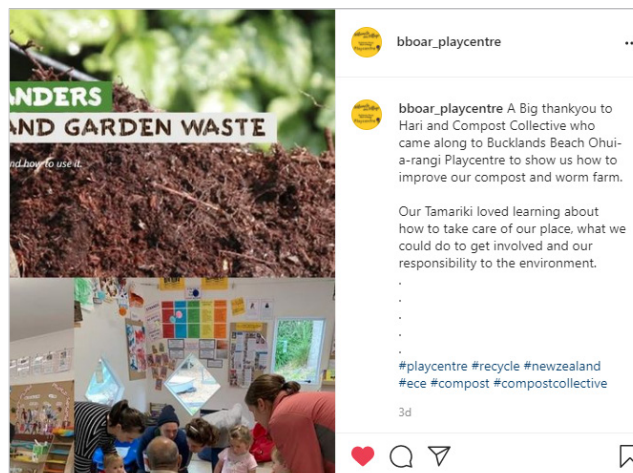 NDERS
AND GARDEN WASTE
and how to use it.
bboar_playcentre
bboar_playcentre A Big thankyou to
Hari and Compost Collective who
came along to Bucklands Beach Ohui-
a-rangi Playcentre to show us how to
improve our compost and worm farm.
Our Tamariki loved learning about
how to take care of our place, what we
could do to get involved and our
responsibility to the environment.
.
.
.
.
.
#playcentre #recycle #newzealand
#ece #compost #compostcollective
3d